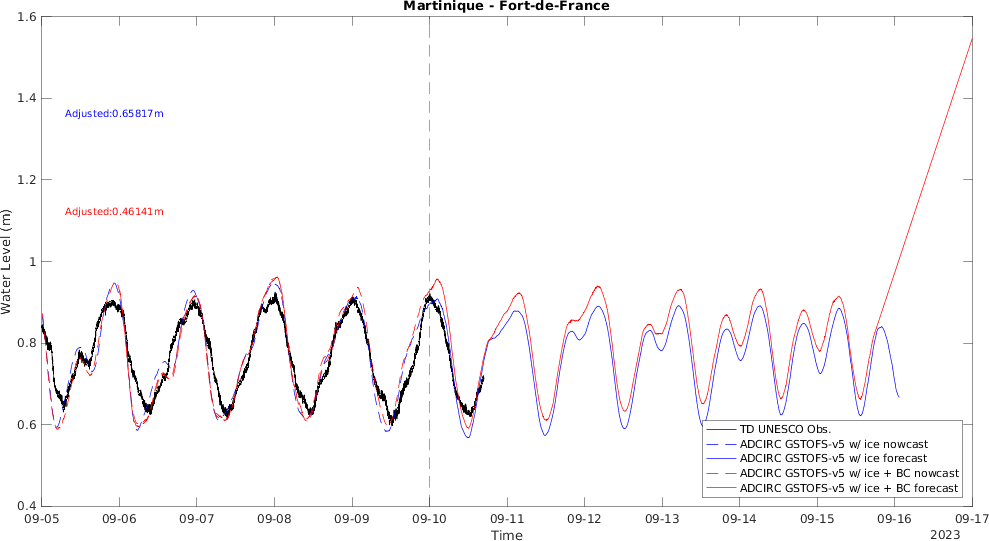 Martinique - Fort-de-France
1.6
1.4
1.2
1
0.8
0.6
0.4
Water Level (m)
Adjusted:0.65817m
Adjusted:0.46141m
TD UNESCO Obs.
ADCIRC GSTOFS-v5 w/ ice nowcast
ADCIRC GSTOFS-v5 w/ ice forecast
ADCIRC GSTOFS-v5 w/ ice + BC nowcast
ADCIRC GSTOFS-v5 w/ ice + BC forecast
09-05 09-06 09-07 09-08 09-09 09-10 09-11 09-12 09-13 09-14 09-15 09-16 09-17
Time
2023